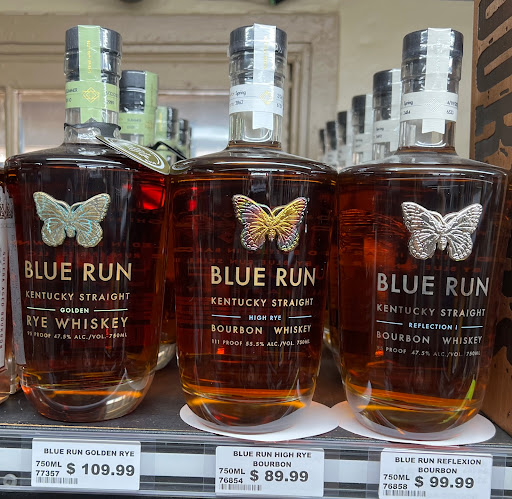 BLUE RUN
KENTUCKY STRAIGHT
GOLDEN
RYE WHISKEY
95 PROOF 47.5% ALC./VOL. 750ML
BLUE RUN
KENTUCKY STRAIGHT
HIGH RYE
BOURBON WHISKEY
111 PROOF 55.5% ALC./VOL. 750ML
BLUE RUN
KENTUCKY STRAIGHT
REFLECTION I
BOURBON WHISKEY
95 PROOF 47.5% ALC./VOL. 750ML
BLUE RUN GOLDEN RYE
750ML
77357 $ 109.99
BLUE RUN HIGH RYE
BOURBON
750ML
76854 $ 89.99
BLUE RUN REFLEXION
BOURBON
750ML
76858 $ 99.99